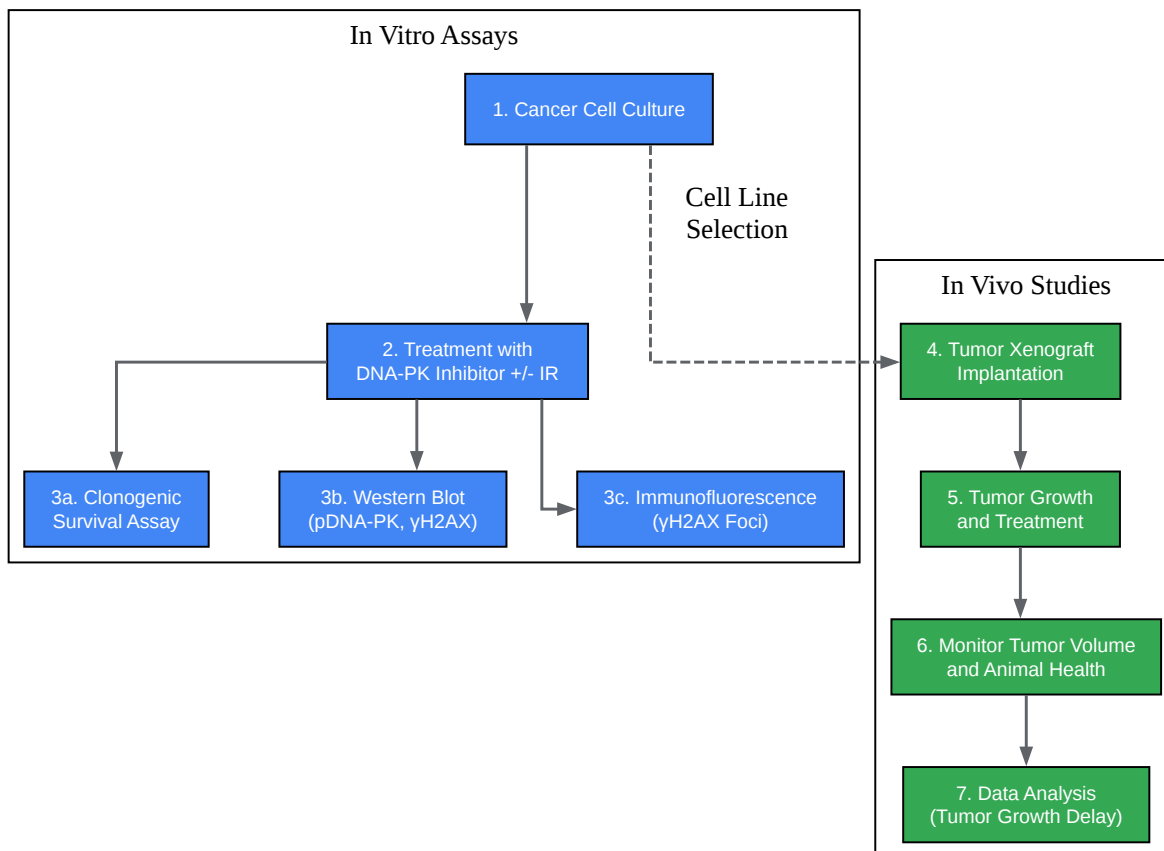 In Vitro Assays
1. Cancer Cell Culture
Cell Line
Selection
In Vivo Studies
2. Treatment with
DNA-PK Inhibitor +/- IR
4. Tumor Xenograft
Implantation
3a. Clonogenic
Survival Assay
3b. Western Blot
(pDNA-PK, γH2AX)
3c. Immunofluorescence
(γH2AX Foci)
5. Tumor Growth
and Treatment
6. Monitor Tumor Volume
and Animal Health
7. Data Analysis
(Tumor Growth Delay)